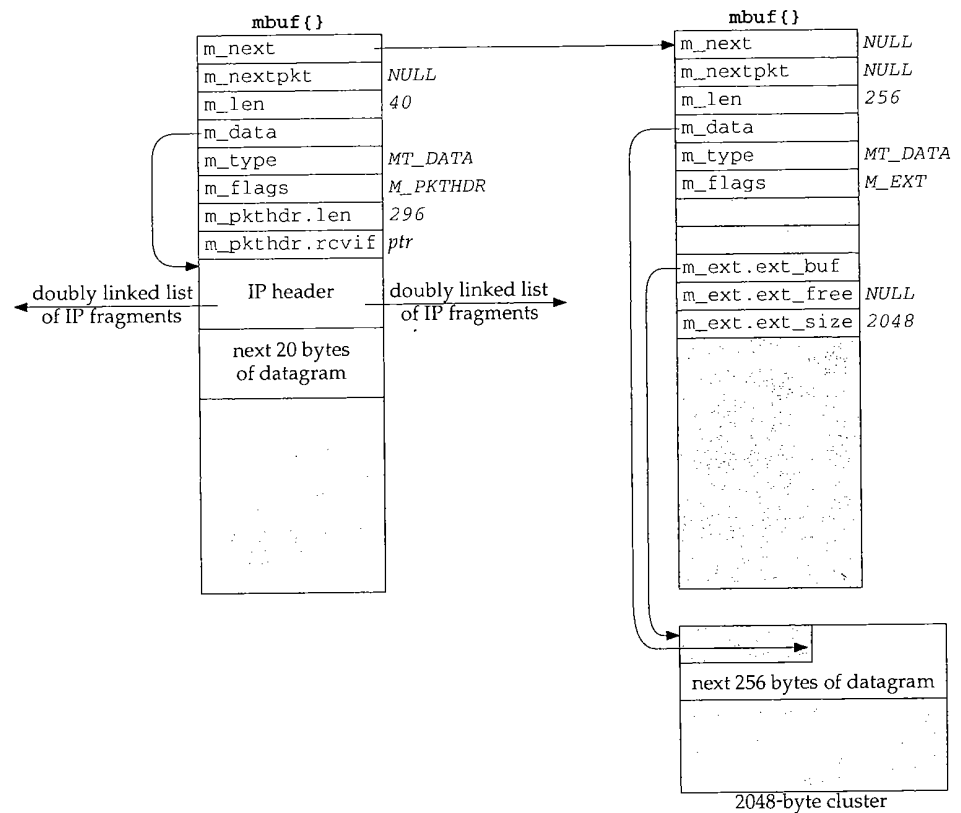 mbuf{}
m_next
m_nextpkt NULL
m_len 40
m_data
m_type MT_DATA
m_flags M_PKTHDR
m_pkthdr.len 296
m_pkthdr.rcvif ptr
IP header
doubly linked list
of IP fragments
doubly linked list
of IP fragments
next 20 bytes
of datagram
mbuf{}
m_next NULL
m_nextpkt NULL
m_len 256
m_data
m_type MT_DATA
m_flags M_EXT
m_ext.ext_buf
m_ext.ext_free NULL
m_ext.ext_size 2048
next 256 bytes of datagram
2048-byte cluster